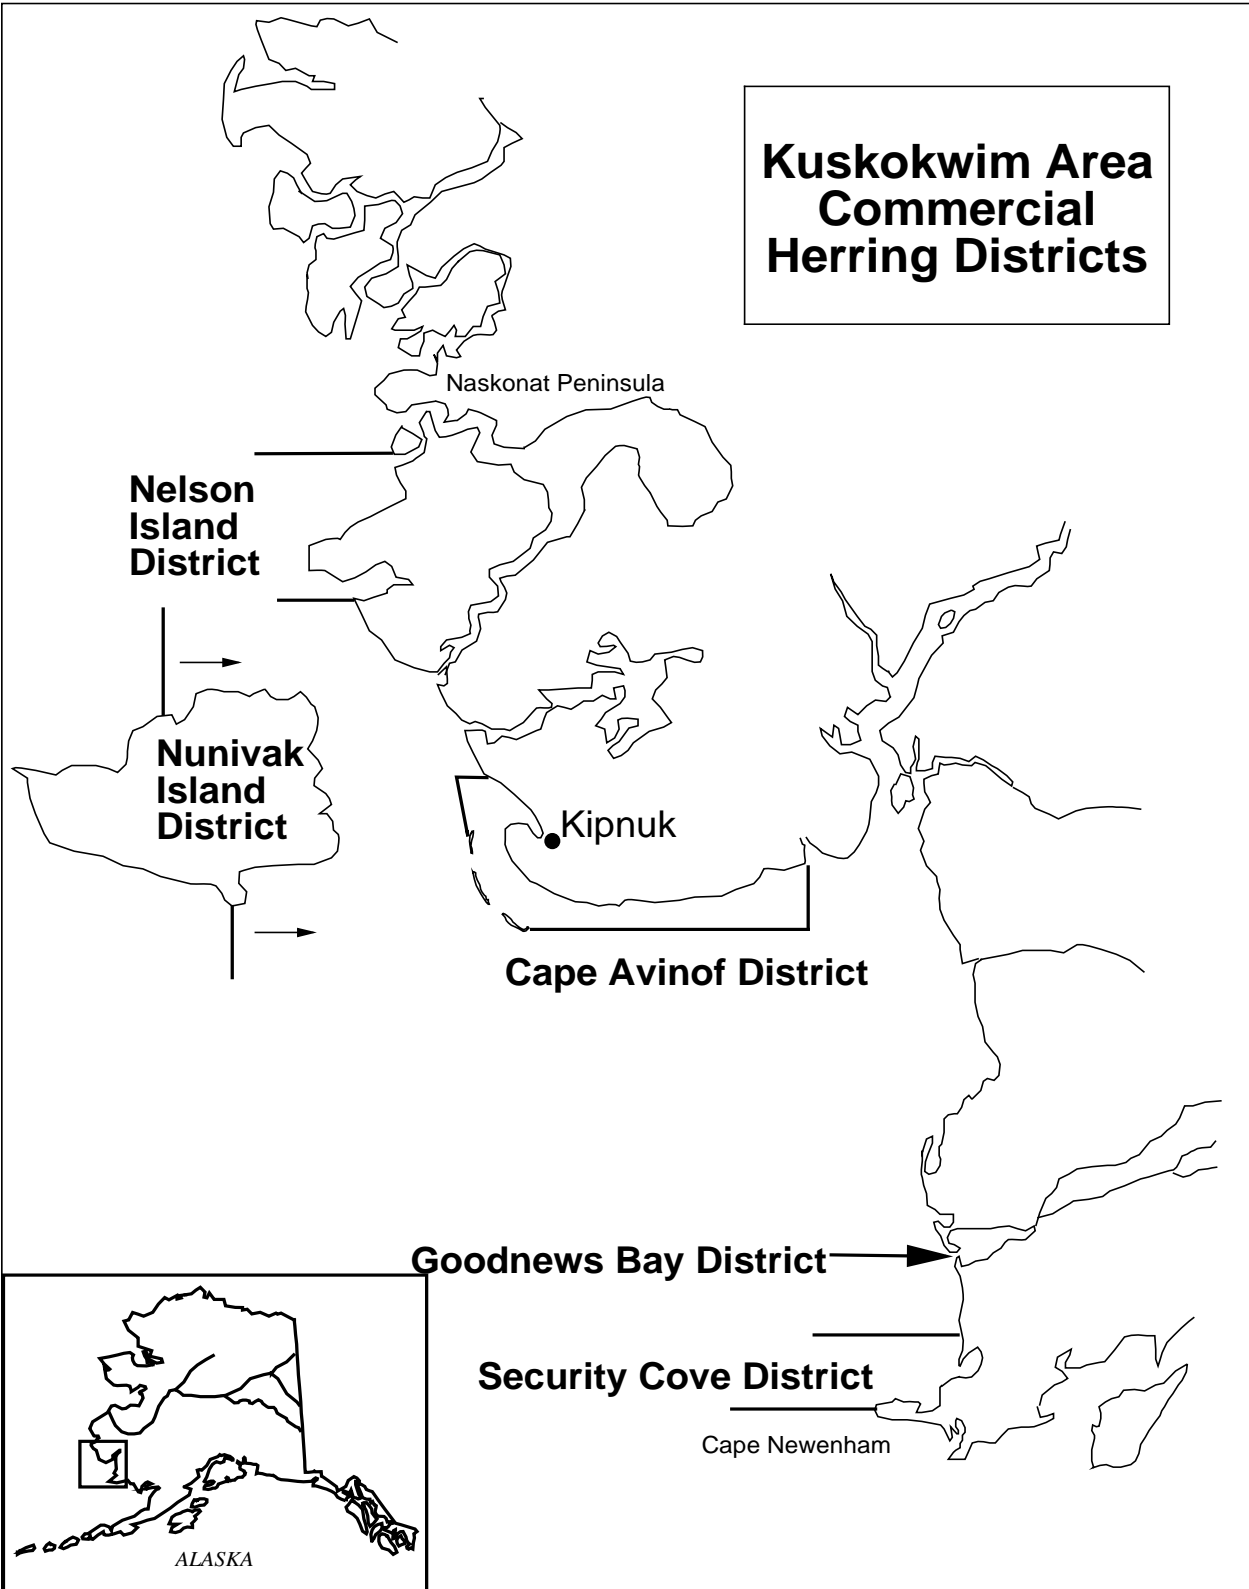 Kuskokwim Area
Commercial
Herring Districts
Naskonat Peninsula
Nelson
Island
District
Nunivak
Island
District
Kipnuk
Cape Avinof District
Goodnews Bay District
Security Cove District
Cape Newenham
ALASKA